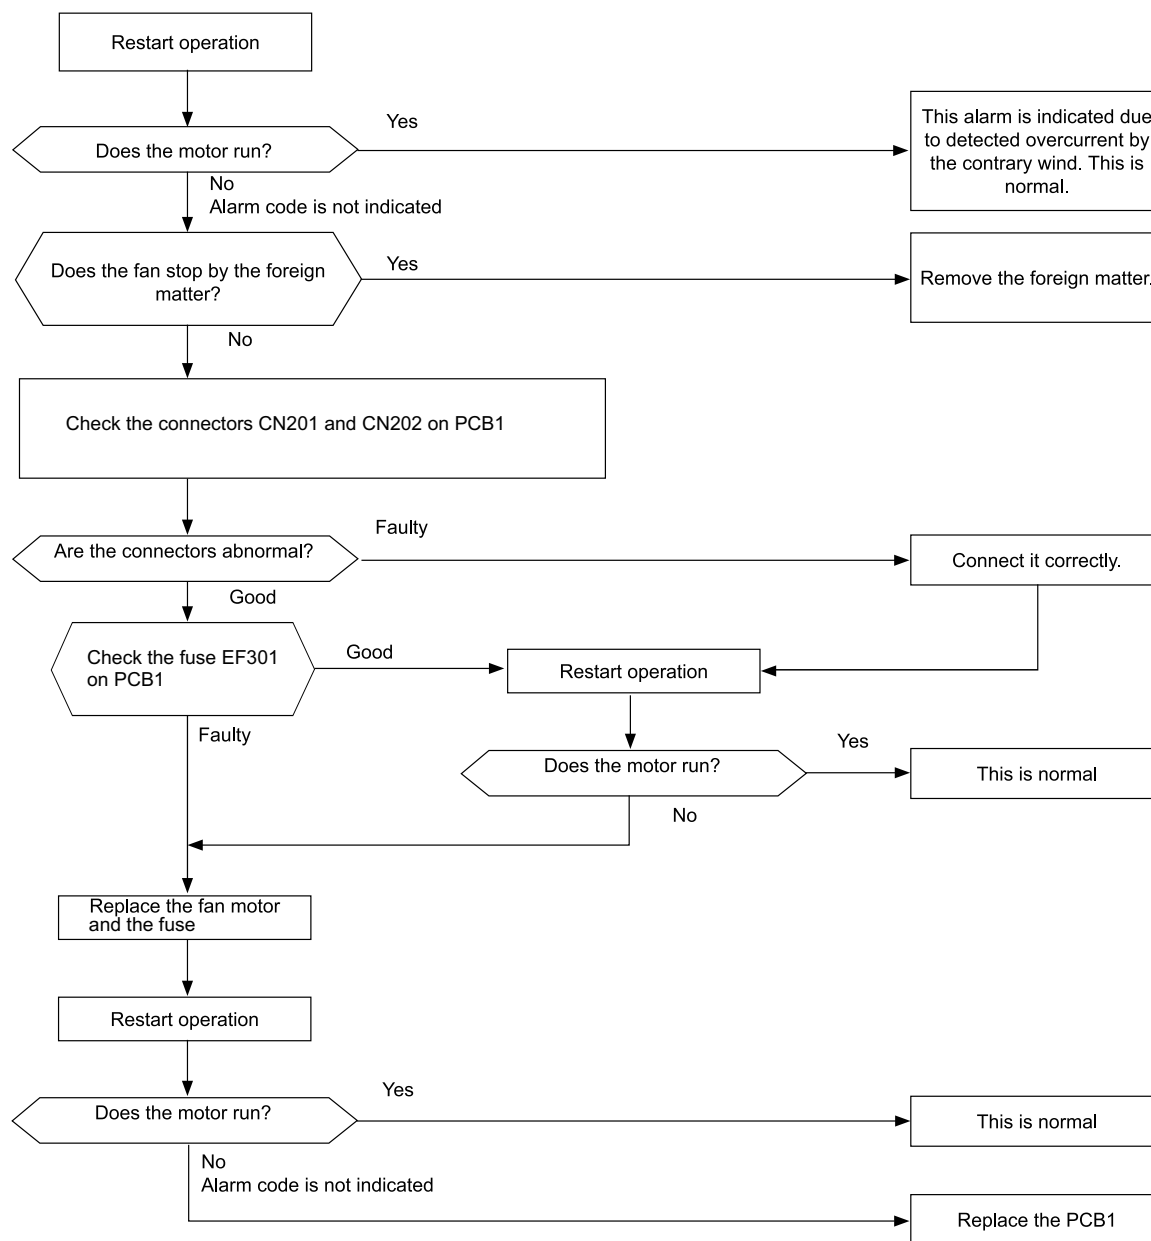 Restart operation
Yes
Does the motor run?
This alarm is indicated due
to detected overcurrent by
the contrary wind. This is
normal.
No
Alarm code is not indicated
Does the fan stop by the foreign
matter?
Yes
Remove the foreign matter.
No
Check the connectors CN201 and CN202 on PCB1
Faulty
Are the connectors abnormal?
Connect it correctly.
Good
Check the fuse EF301
on PCB1
Good
Restart operation
Faulty
Does the motor run?
Yes
This is normal
No
Replace the fan motor
and the fuse
Restart operation
Yes
Does the motor run?
This is normal
No
Alarm code is not indicated
Replace the PCB1